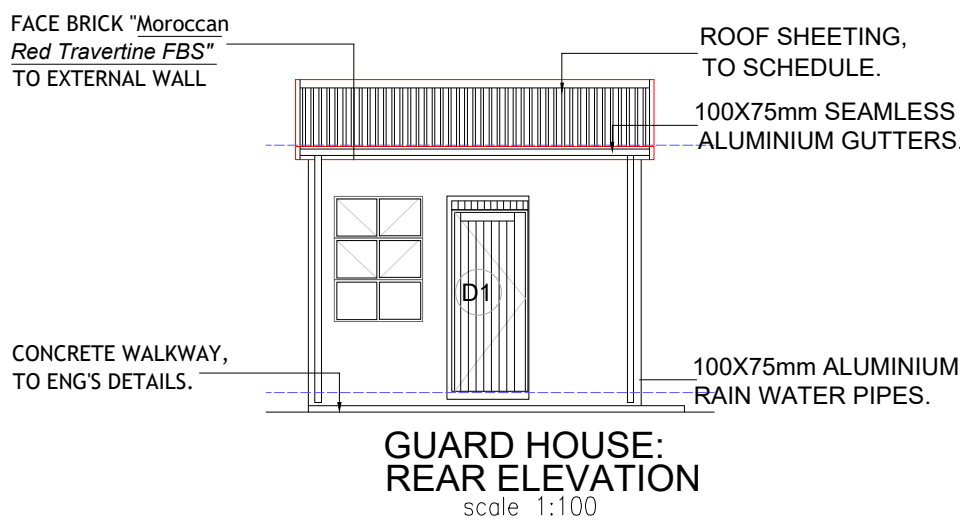 FACE BRICK "Moroccan
Red Travertine FBS"
TO EXTERNAL WALL
ROOF SHEETING,
TO SCHEDULE.
100X75mm SEAMLESS
ALUMINIUM GUTTERS.
D1
CONCRETE WALKWAY,
TO ENG'S DETAILS.
100X75mm ALUMINIUM
RAIN WATER PIPES.
GUARD HOUSE:
REAR ELEVATION
scale 1:100